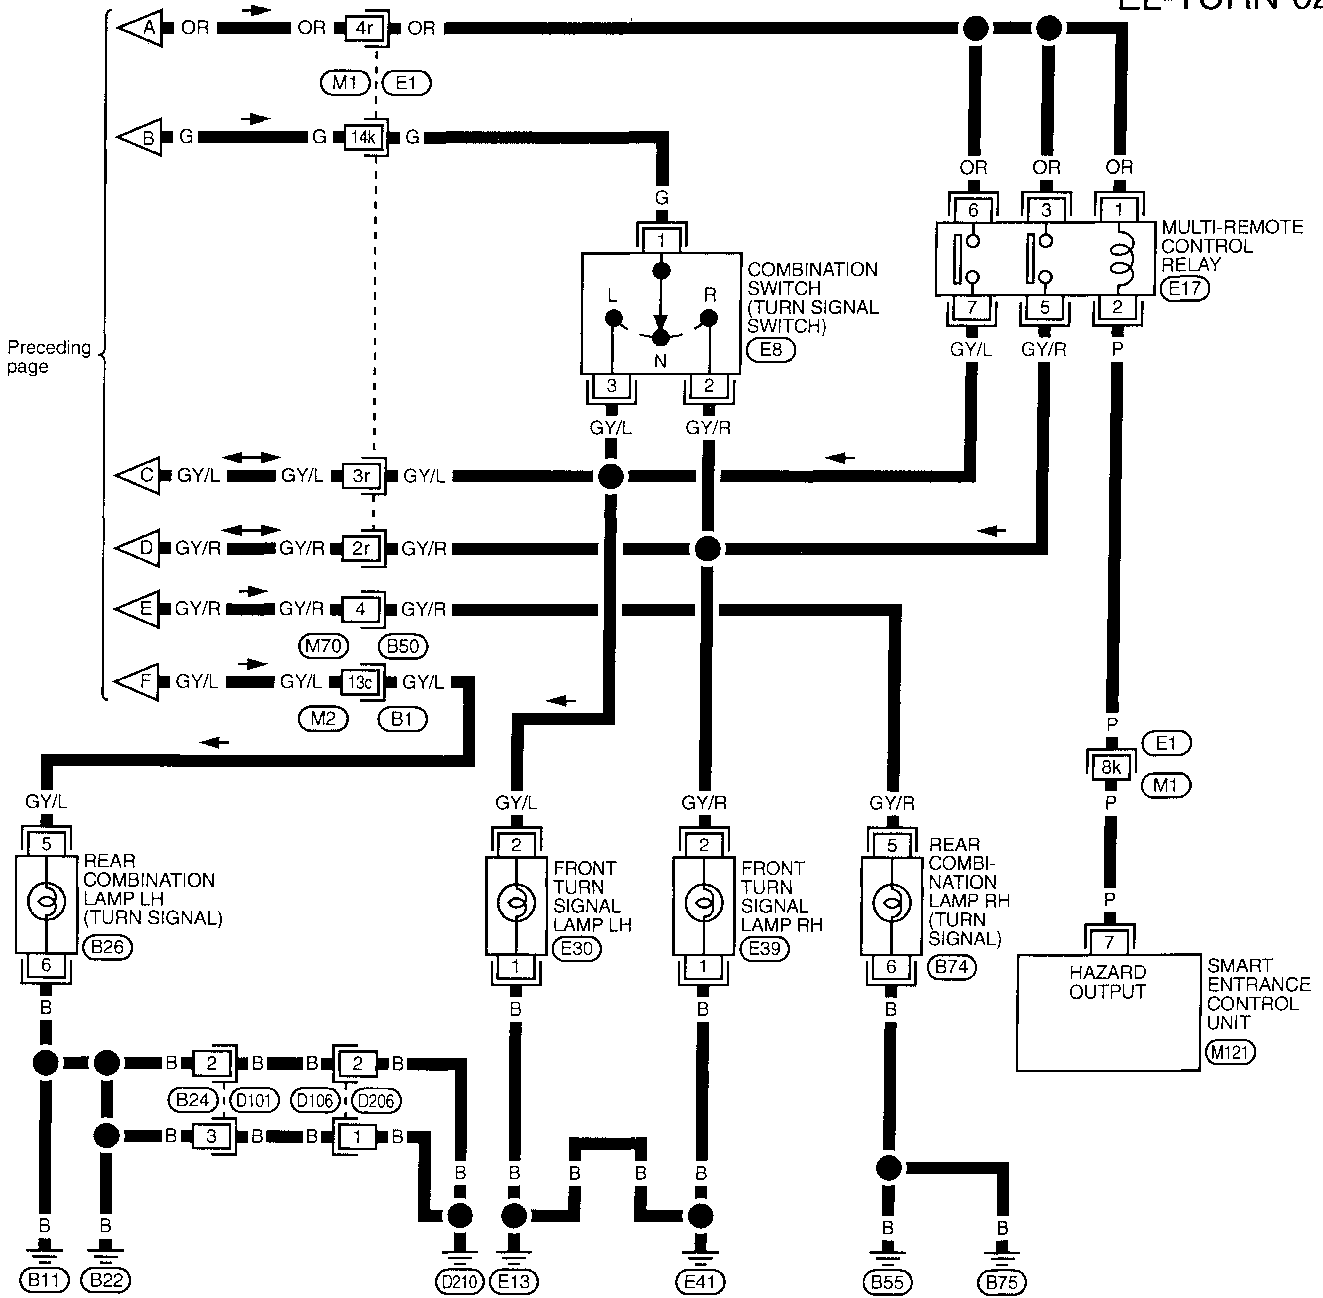 A OR OR 4r OR
M1 E1
B G G 14k G
G
OR OR OR
6 3 1
MULTI-REMOTE
CONTROL
RELAY
E17
7 5 2
GY/L GY/R P
1
COMBINATION
SWITCH
(TURN SIGNAL
SWITCH)
E8
L R
N
3 2
GY/L GY/R
Preceding
page
C GY/L GY/L 3r GY/L
D GY/R GY/R 2r GY/R
E GY/R GY/R 4 GY/R
M70 B50
F GY/L GY/L 13c GY/L
M2 B1
P
E1
8k
M1
P
P
GY/L GY/L GY/R GY/R
5 2 2 5
REAR
COMBINATION
LAMP LH
(TURN SIGNAL)
B26
6
FRONT
TURN
SIGNAL
LAMP LH
E30
1
FRONT
TURN
SIGNAL
LAMP RH
E39
1
REAR
COMBI-
NATION
LAMP RH
(TURN
SIGNAL)
B74
6
7
HAZARD
OUTPUT
SMART
ENTRANCE
CONTROL
UNIT
M121
B B B B
B 2 B B 2 B
B24 D101 D106 D206
B 3 B B 1 B
B B B B B
B B B B
B11 B22 D210 E13 E41 B55 B75